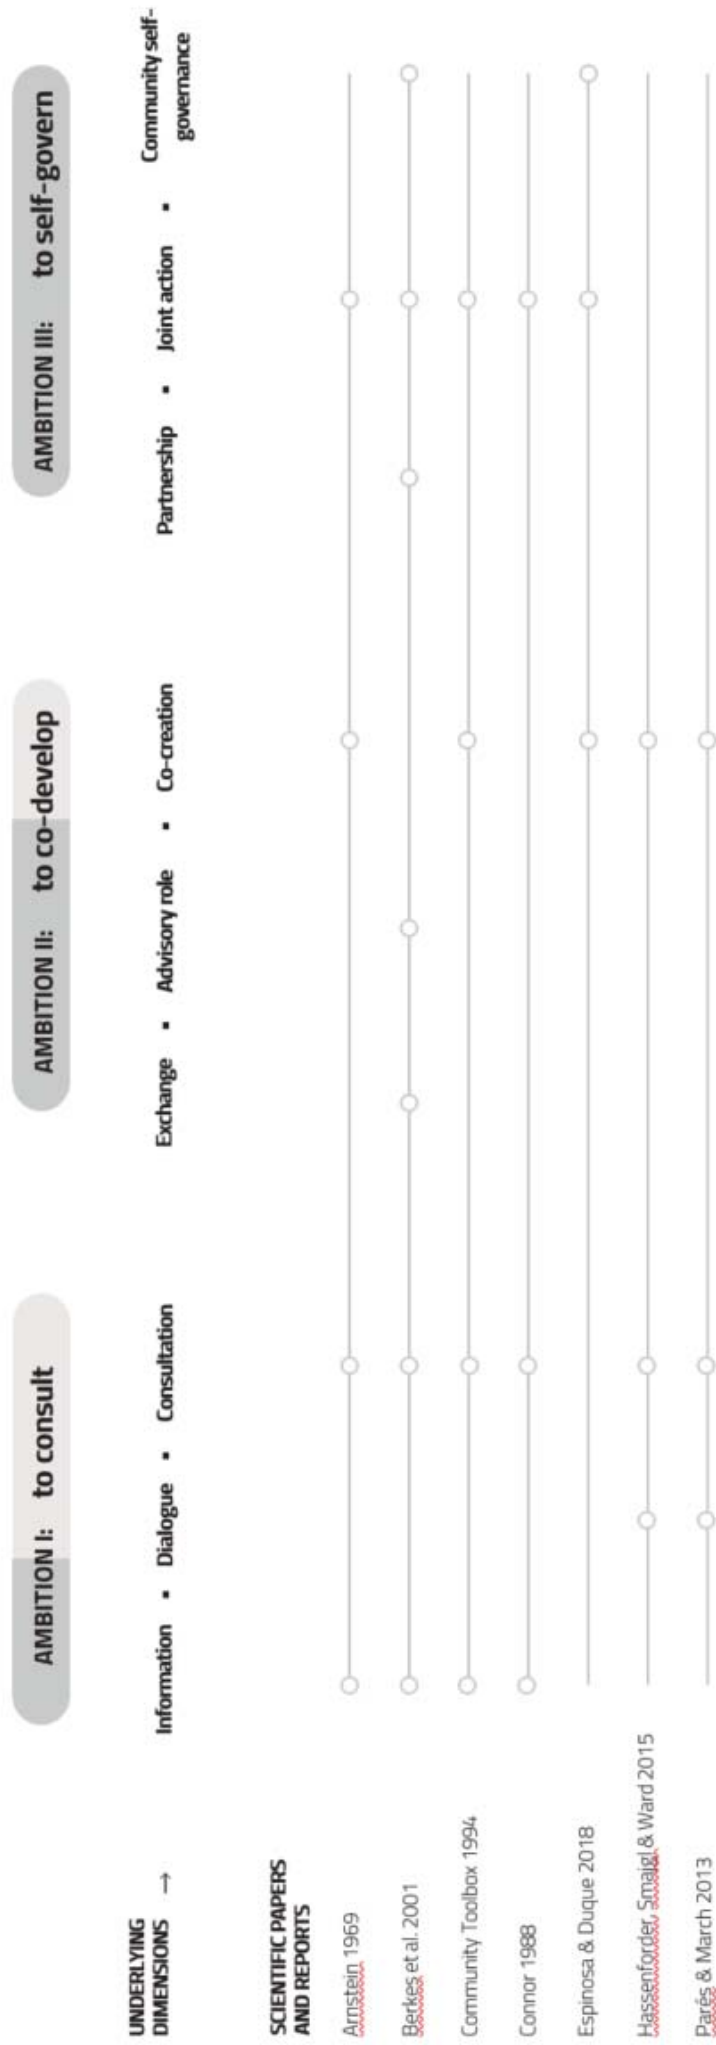 AMBITION I: to consult
AMBITION II: to co-develop
AMBITION III: to self-govern
UNDERLYING
DIMENSIONS →
Information ▪ Dialogue ▪ Consultation
Exchange ▪ Advisory role ▪ Co-creation
Partnership ▪ Joint action ▪ Community self-
governance
SCIENTIFIC PAPERS
AND REPORTS
Arnstein 1969
Berkes et al. 2001
Community Toolbox 1994
Connor 1988
Espinosa & Duque 2018
Hassenforder, Smajgl & Ward 2015
Parés & March 2013